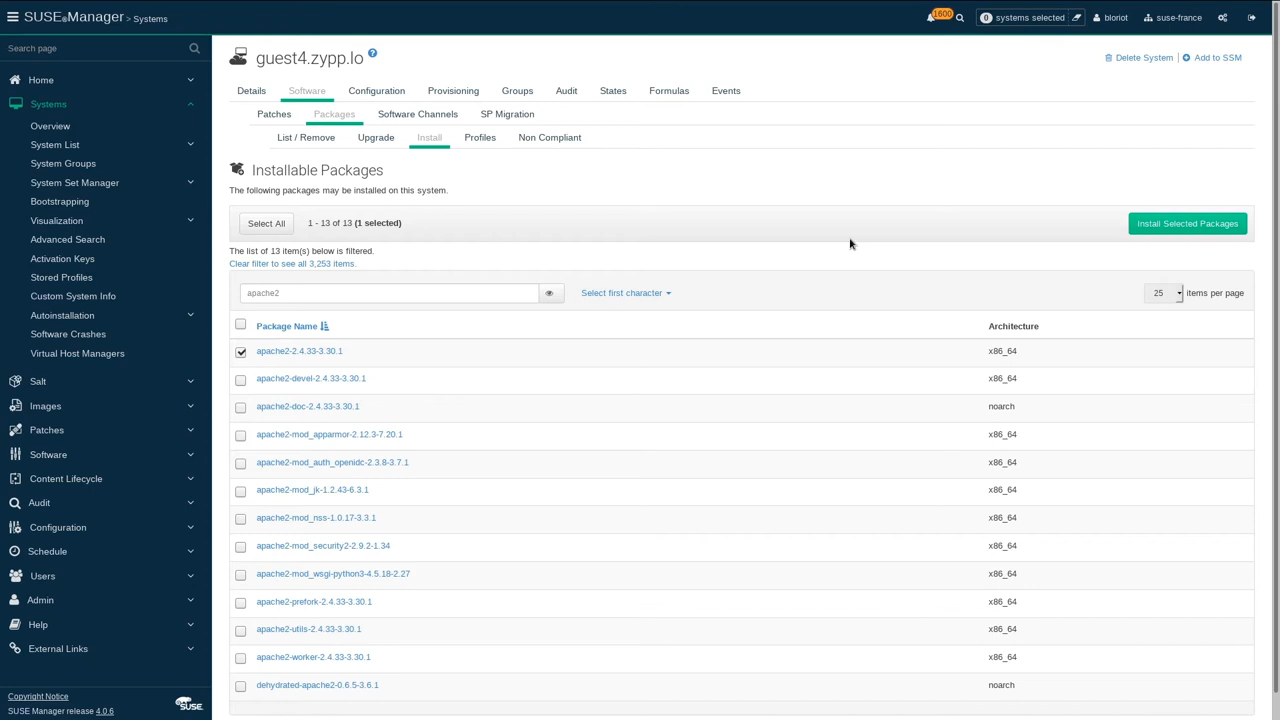 SUSE®Manager > Systems
1600
0 systems selected
bloriot
suse-france
Search page
Home
Systems
Overview
System List
System Groups
System Set Manager
Bootstrapping
Visualization
Advanced Search
Activation Keys
Stored Profiles
Custom System Info
Autoinstallation
Software Crashes
Virtual Host Managers
Salt
Images
Patches
Software
Content Lifecycle
Audit
Configuration
Schedule
Users
Admin
Help
External Links
Copyright Notice
SUSE Manager release 4.0.6
SUSE
guest4.zypp.lo ?
Delete System | Add to SSM
Details Software Configuration Provisioning Groups Audit States Formulas Events
Patches Packages Software Channels SP Migration
List / Remove Upgrade Install Profiles Non Compliant
Installable Packages
The following packages may be installed on this system.
Select All 1 - 13 of 13 (1 selected) Install Selected Packages
The list of 13 item(s) below is filtered.
Clear filter to see all 3,253 items.
apache2 Select first character 25 items per page
Package Name Architecture
apache2-2.4.33-3.30.1 x86_64
apache2-devel-2.4.33-3.30.1 x86_64
apache2-doc-2.4.33-3.30.1 noarch
apache2-mod_apparmor-2.12.3-7.20.1 x86_64
apache2-mod_auth_openidc-2.3.8-3.7.1 x86_64
apache2-mod_jk-1.2.43-6.3.1 x86_64
apache2-mod_nss-1.0.17-3.3.1 x86_64
apache2-mod_security2-2.9.2-1.34 x86_64
apache2-mod_wsgi-python3-4.5.18-2.27 x86_64
apache2-prefork-2.4.33-3.30.1 x86_64
apache2-utils-2.4.33-3.30.1 x86_64
apache2-worker-2.4.33-3.30.1 x86_64
dehydrated-apache2-0.6.5-3.6.1 noarch